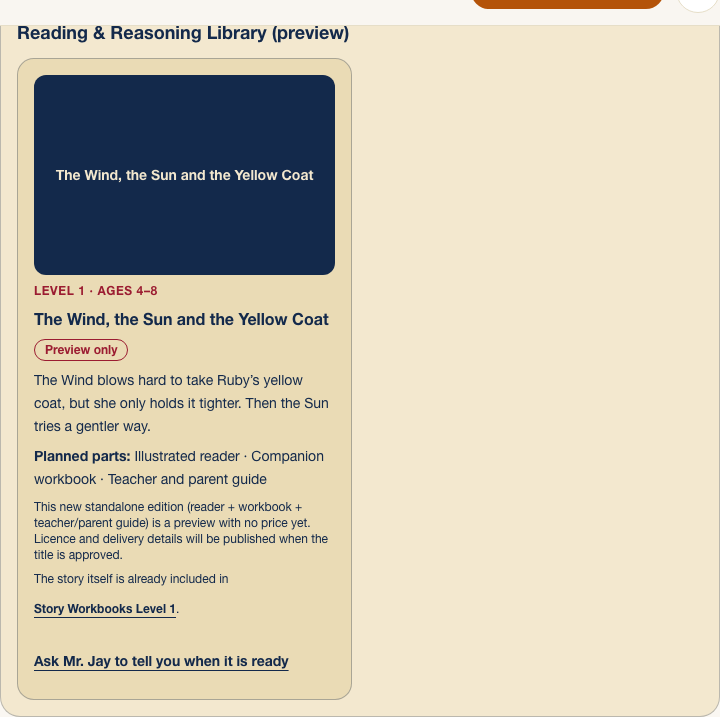 Reading & Reasoning Library (preview)
The Wind, the Sun and the Yellow Coat
LEVEL 1 · AGES 4–8
The Wind, the Sun and the Yellow Coat
Preview only
The Wind blows hard to take Ruby’s yellow
coat, but she only holds it tighter. Then the Sun
tries a gentler way.
Planned parts: Illustrated reader · Companion
workbook · Teacher and parent guide
This new standalone edition (reader + workbook +
teacher/parent guide) is a preview with no price yet.
Licence and delivery details will be published when the
title is approved.
The story itself is already included in
Story Workbooks Level 1.
Ask Mr. Jay to tell you when it is ready